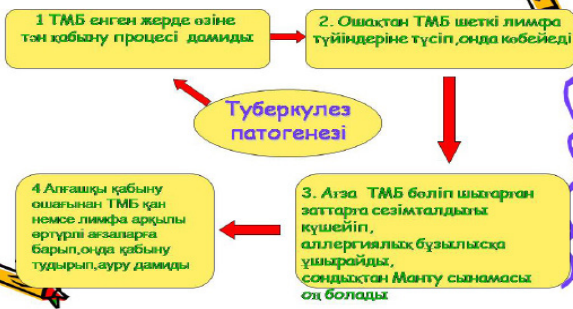 1 ТМБ енген жерде өзіне
тән қабыну процесі дамиды
2. Ошақтан ТМБ шеткі лимфа
түйіндеріне түсіп,онда көбейеді
Туберкулез
патогенезі
3. Ағза ТМБ бөліп шығарған
заттарға сезімталдығы
күшейіп,
аллергиялық бұзылысқа
ұшырайды,
сондықтан Манту сынамасы
оң болады
4 Алғашқы қабыну
ошағынан ТМБ қан
немсе лимфа арқылы
әртүрлі ағзаларға
барып,онда қабыну
тудырып,ауру дамиды